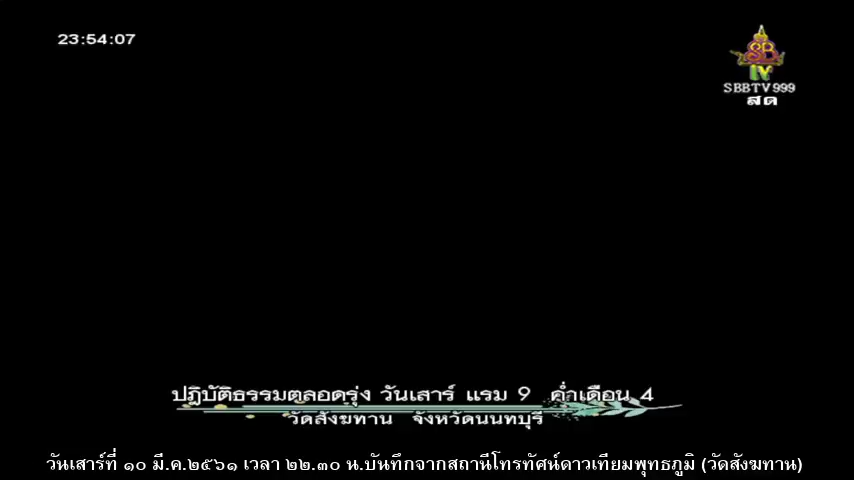 23:54:07
SB
TV
SBBTV999
สด
ปฏิบัติธรรมตลอดรุ่ง วันเสาร์ แรม 9 ค่ำเดือน 4
วัดสังฆทาน จังหวัดนนทบุรี
วันเสาร์ที่ ๑๐ มี.ค.๒๕๖๑ เวลา ๒๒.๓๐ น.บันทึกจากสถานีโทรทัศน์ดาวเทียมพุทธภูมิ (วัดสังฆทาน)